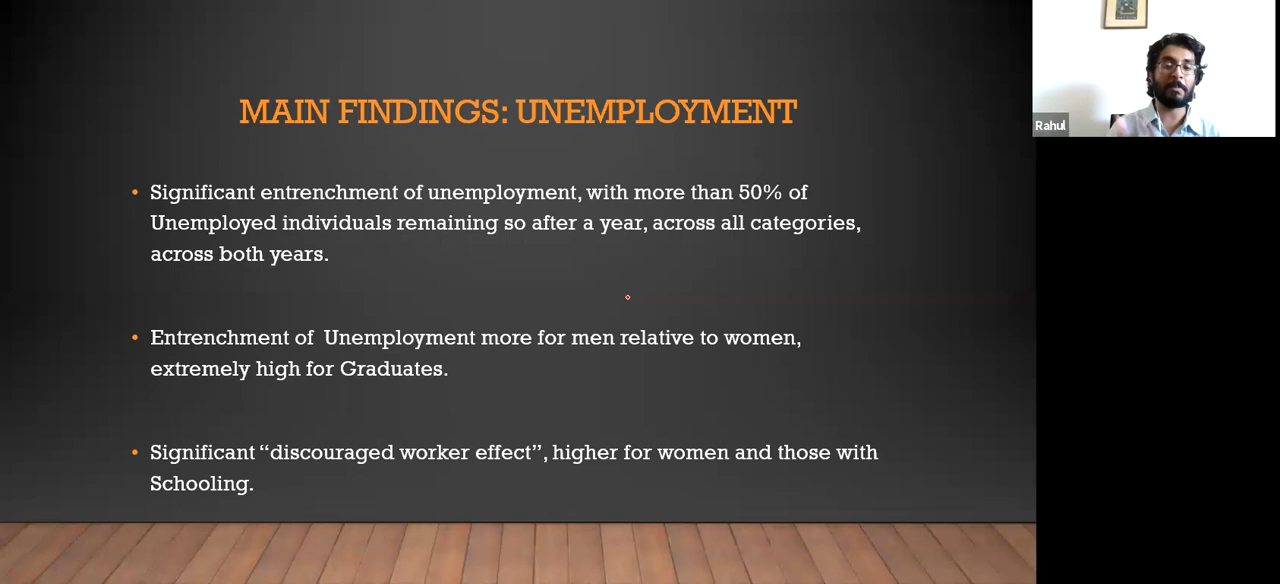 MAIN FINDINGS: UNEMPLOYMENT
• Significant entrenchment of unemployment, with more than 50% of
Unemployed individuals remaining so after a year, across all categories,
across both years.
• Entrenchment of  Unemployment more for men relative to women,
extremely high for Graduates.
• Significant “discouraged worker effect”, higher for women and those with
Schooling.
Rahul